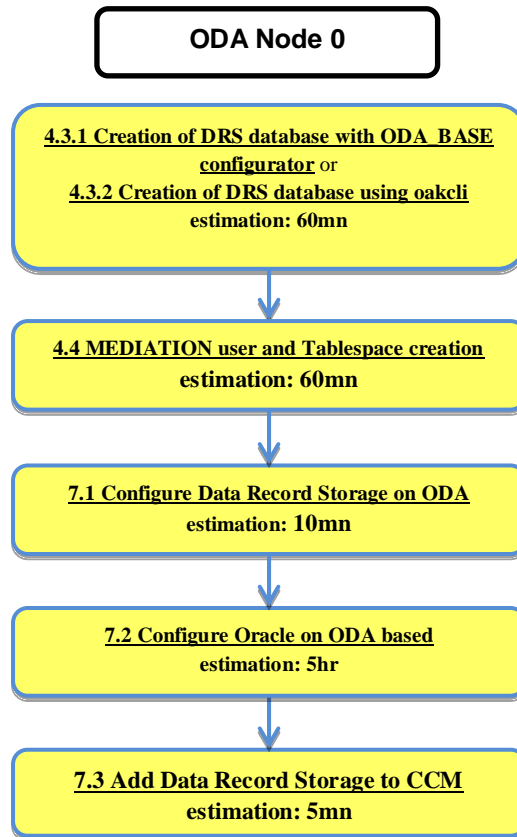 ODA Node 0
4.3.1 Creation of DRS database with ODA_BASE
configurator or
4.3.2 Creation of DRS database using oakcli
estimation: 60mn
4.4 MEDIATION user and Tablespace creation
estimation: 60mn
7.1 Configure Data Record Storage on ODA
estimation: 10mn
7.2 Configure Oracle on ODA based
estimation: 5hr
7.3 Add Data Record Storage to CCM
estimation: 5mn